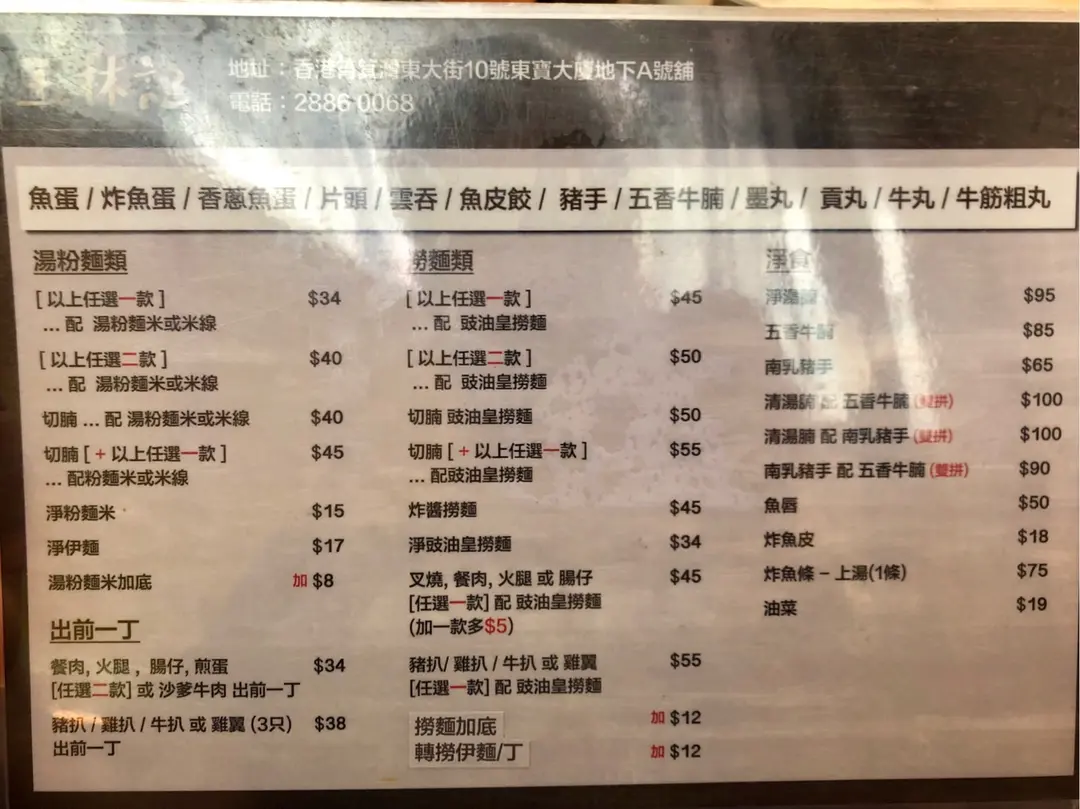 王林記
地址：香港筲箕灣東大街10號東寶大廈地下A號舖
電話：2886 0068
魚蛋 / 炸魚蛋 / 香蔥魚蛋 / 片頭 / 雲吞 / 魚皮餃 / 豬手 / 五香牛腩 / 墨丸 / 貢丸 / 牛丸 / 牛筋粗丸
湯粉麵類
[ 以上任選一款 ] $34
... 配 湯粉麵米或米線
[ 以上任選二款 ] $40
... 配 湯粉麵米或米線
切腩 ... 配 湯粉麵米或米線 $40
切腩 [ + 以上任選一款 ] $45
... 配粉麵米或米線
淨粉麵米 $15
淨伊麵 $17
湯粉麵米加底 加 $8
出前一丁
餐肉, 火腿 , 腸仔, 煎蛋 $34
[任選二款] 或 沙爹牛肉 出前一丁
豬扒 / 雞扒 / 牛扒 或 雞翼 (3只) $38
出前一丁
撈麵類
[ 以上任選一款 ] $45
... 配 豉油皇撈麵
[ 以上任選二款 ] $50
... 配 豉油皇撈麵
切腩 豉油皇撈麵 $50
切腩 [ + 以上任選一款 ] $55
... 配豉油皇撈麵
炸醬撈麵 $45
淨豉油皇撈麵 $34
叉燒, 餐肉, 火腿 或 腸仔 $45
[任選一款] 配 豉油皇撈麵
(加一款多$5)
豬扒/ 雞扒 / 牛扒 或 雞翼 $55
[任選一款] 配 豉油皇撈麵
撈麵加底 加 $12
轉撈伊麵/丁 加 $12
淨食
$95
五香牛腩 $85
南乳豬手 $65
清湯腩 配 五香牛腩 (雙拼) $100
清湯腩 配 南乳豬手 (雙拼) $100
南乳豬手 配 五香牛腩 (雙拼) $90
魚唇 $50
炸魚皮 $18
炸魚條 – 上湯(1條) $75
油菜 $19